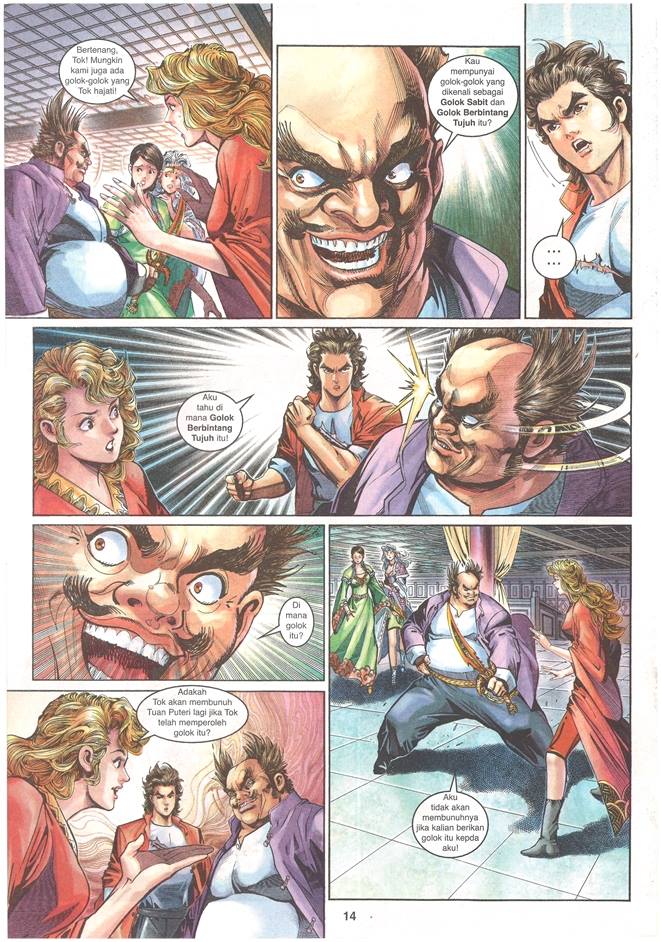 Bertenang,
Tok! Mungkin
kami juga ada
golok-golok yang
Tok hajati!
Kau
mempunyai
golok-golok yang
dikenali sebagai
Golok Sabit dan
Golok Berbintang
Tujuh itu?
...
...
Aku
tahu di
mana Golok
Berbintang
Tujuh itu!
Di
mana
golok
itu?
Adakah
Tok akan membunuh
Tuan Puteri lagi jika Tok
telah memperoleh
golok itu?
Aku
tidak akan
membunuhnya
jika kalian berikan
golok itu kepda
aku!
14